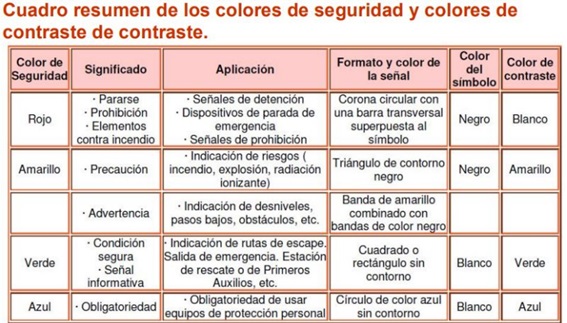 Cuadro resumen de los colores de seguridad y colores de
contraste de contraste.
Color de
Seguridad
Significado
Aplicación
Formato y color de
la señal
Color
del
símbolo
Color de
contraste
Rojo
· Pararse
· Prohibición
· Elementos
contra incendio
· Señales de detención
· Dispositivos de parada de
emergencia
· Señales de prohibición
Corona circular con
una barra transversal
superpuesta al
símbolo
Negro
Blanco
Amarillo
· Precaución
· Indicación de riesgos (
incendio, explosión, radiación
ionizante)
Triángulo de contorno
negro
Negro
Amarillo
· Advertencia
· Indicación de desniveles,
pasos bajos, obstáculos, etc.
Banda de amarillo
combinado con
bandas de color negro
Verde
· Condición
segura
· Señal
informativa
· Indicación de rutas de escape.
Salida de emergencia. Estación
de rescate o de Primeros
Auxilios, etc.
Cuadrado o
rectángulo sin
contorno
Blanco
Verde
Azul
· Obligatoriedad
· Obligatoriedad de usar
equipos de protección personal
Círculo de color azul
sin contorno
Blanco
Azul